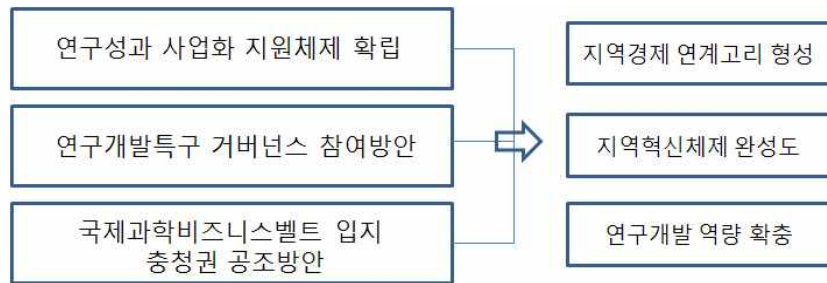 연구성과 사업화 지원체제 확립
연구개발특구 거버넌스 참여방안
국제과학비즈니스벨트 입지
충청권 공조방안
지역경제 연계고리 형성
지역혁신체제 완성도
연구개발 역량 확충